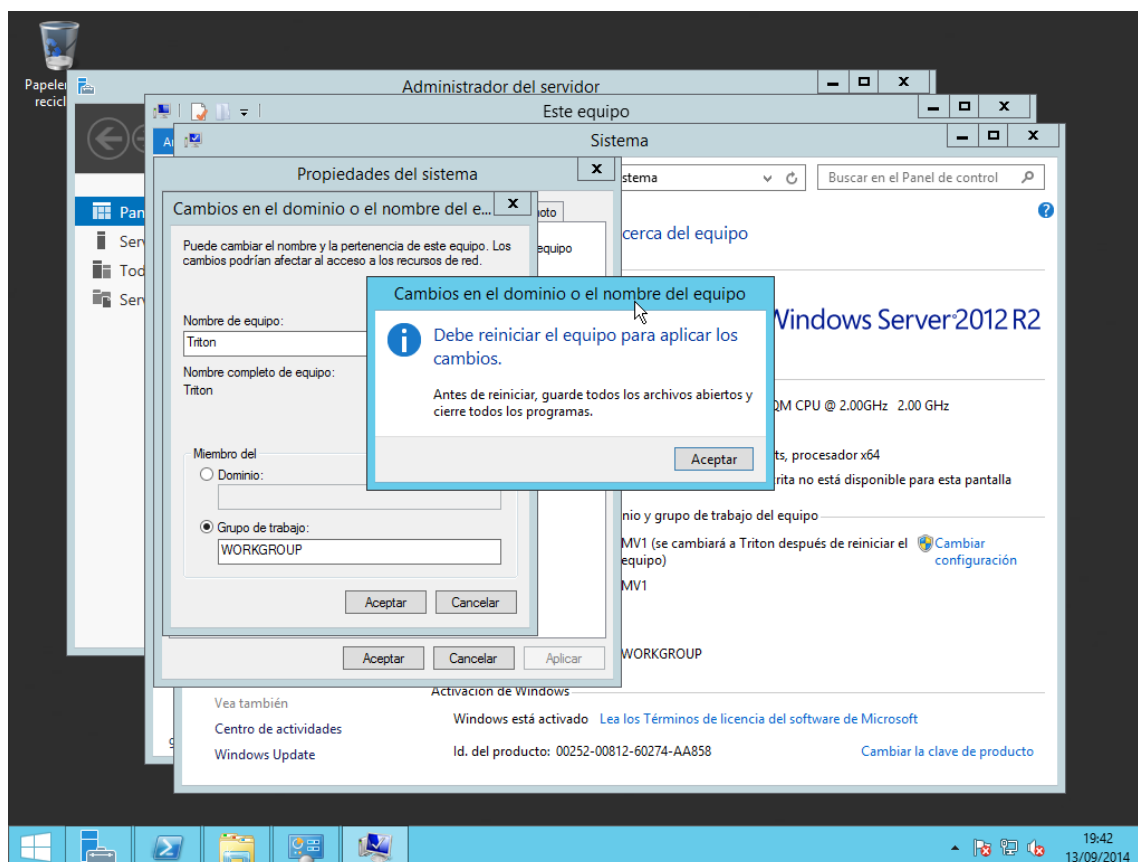 Papele
recicl
Administrador del servidor
Este equipo
Sistema
Propiedades del sistema
stema
Buscar en el Panel de control
Cambios en el dominio o el nombre del e...
oto
Pan
Ser
Tod
Ser
Puede cambiar el nombre y la pertenencia de este equipo. Los
cambios podrían afectar al acceso a los recursos de red.
equipo
cerca del equipo
Cambios en el dominio o el nombre del equipo
Debe reiniciar el equipo para aplicar los
cambios.
Antes de reiniciar, guarde todos los archivos abiertos y
cierre todos los programas.
Aceptar
Nombre de equipo:
Triton
Nombre completo de equipo:
Triton
Windows Server 2012 R2
QM CPU @ 2.00GHz 2.00 GHz
ts, procesador x64
crita no está disponible para esta pantalla
Miembro del
Dominio:
Grupo de trabajo:
WORKGROUP
Aceptar
Cancelar
nio y grupo de trabajo del equipo
MV1 (se cambiará a Triton después de reiniciar el
equipo)
Cambiar
configuración
MV1
WORKGROUP
Aceptar
Cancelar
Aplicar
Activación de Windows
Windows está activado Lea los Términos de licencia del software de Microsoft
Id. del producto: 00252-00812-60274-AA858
Cambiar la clave de producto
Vea también
Centro de actividades
Windows Update
19:42
13/09/2014